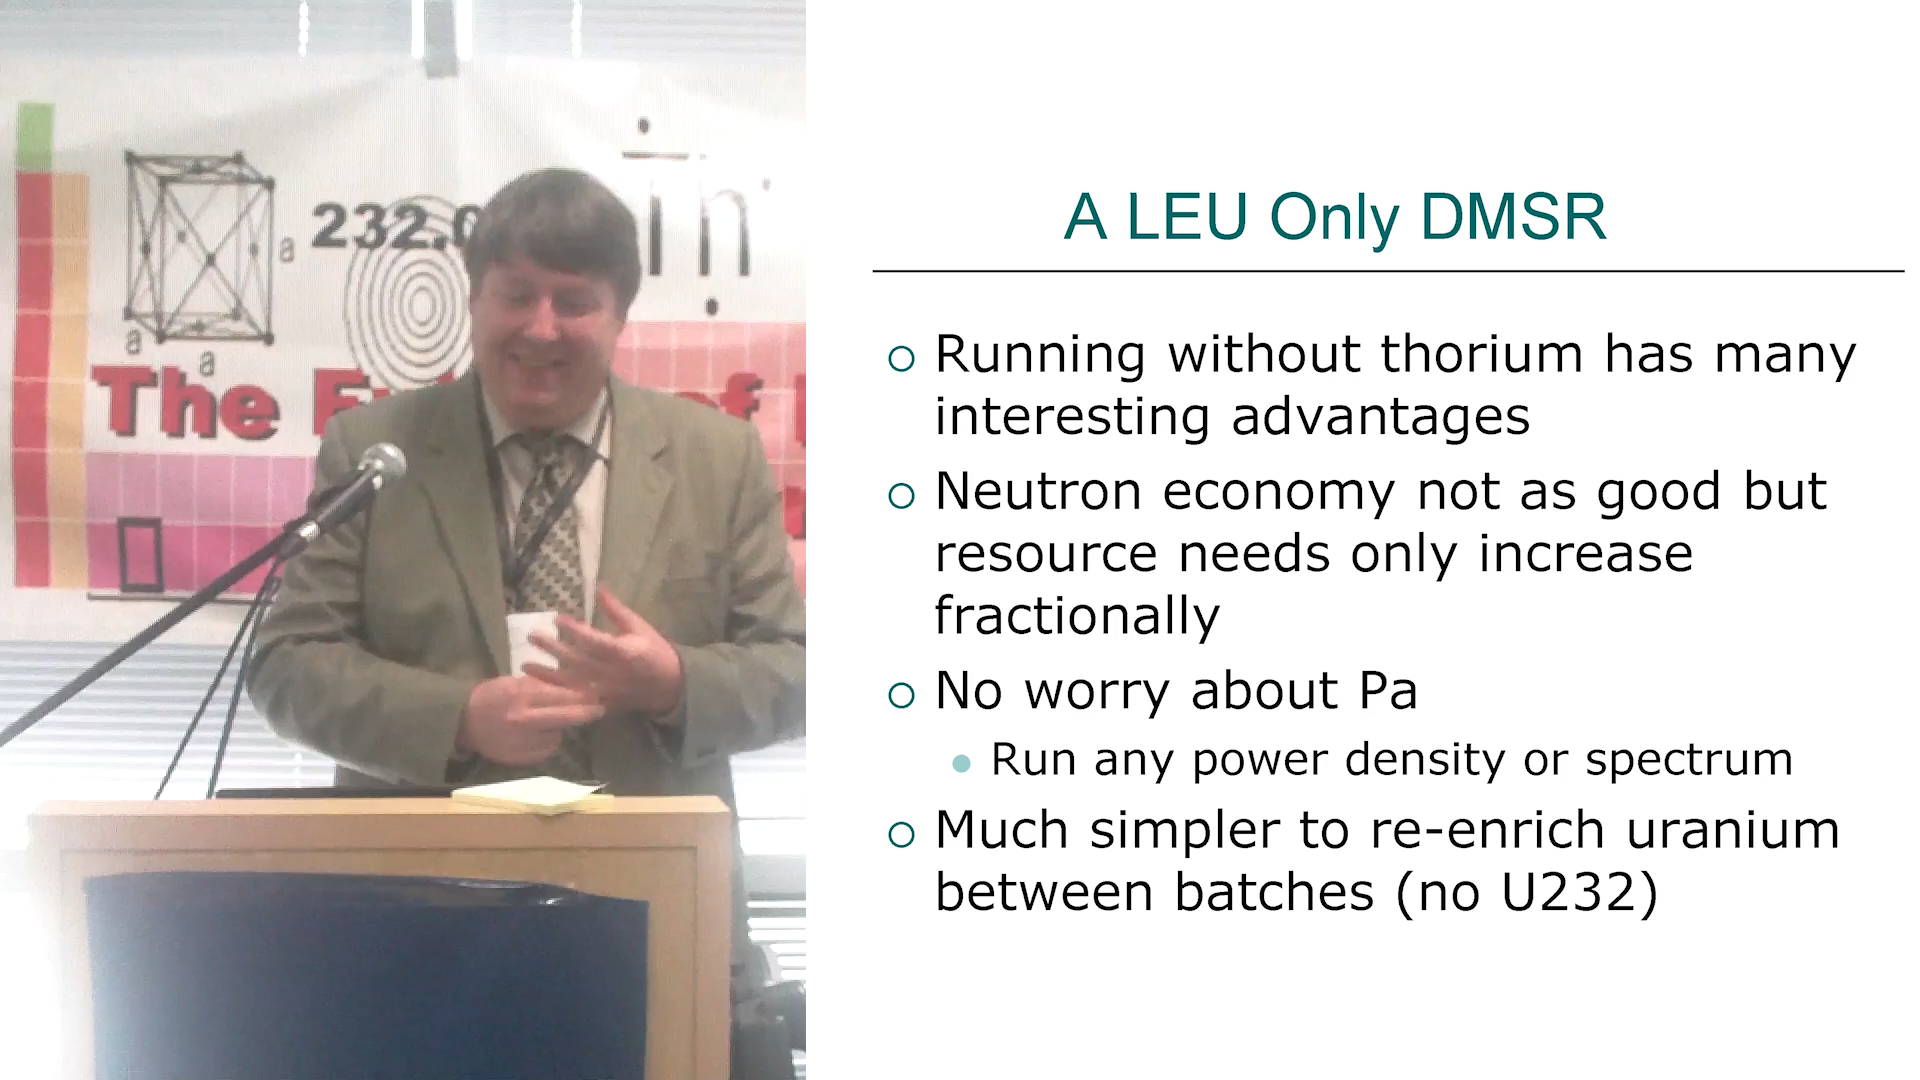 232.0
Th
a
a
a
The
of
A LEU Only DMSR
Running without thorium has many
interesting advantages
Neutron economy not as good but
resource needs only increase
fractionally
No worry about Pa
Run any power density or spectrum
Much simpler to re-enrich uranium
between batches (no U232)